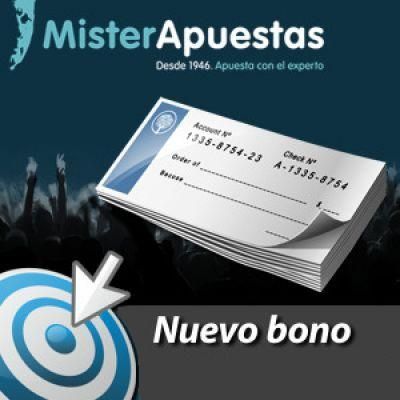 MisterApuestas
Desde 1946. Apuesta con el experto
Account Nº
1335-8754-23
Check Nº
A-1335-8754
Order of
$
Becose
Nuevo bono